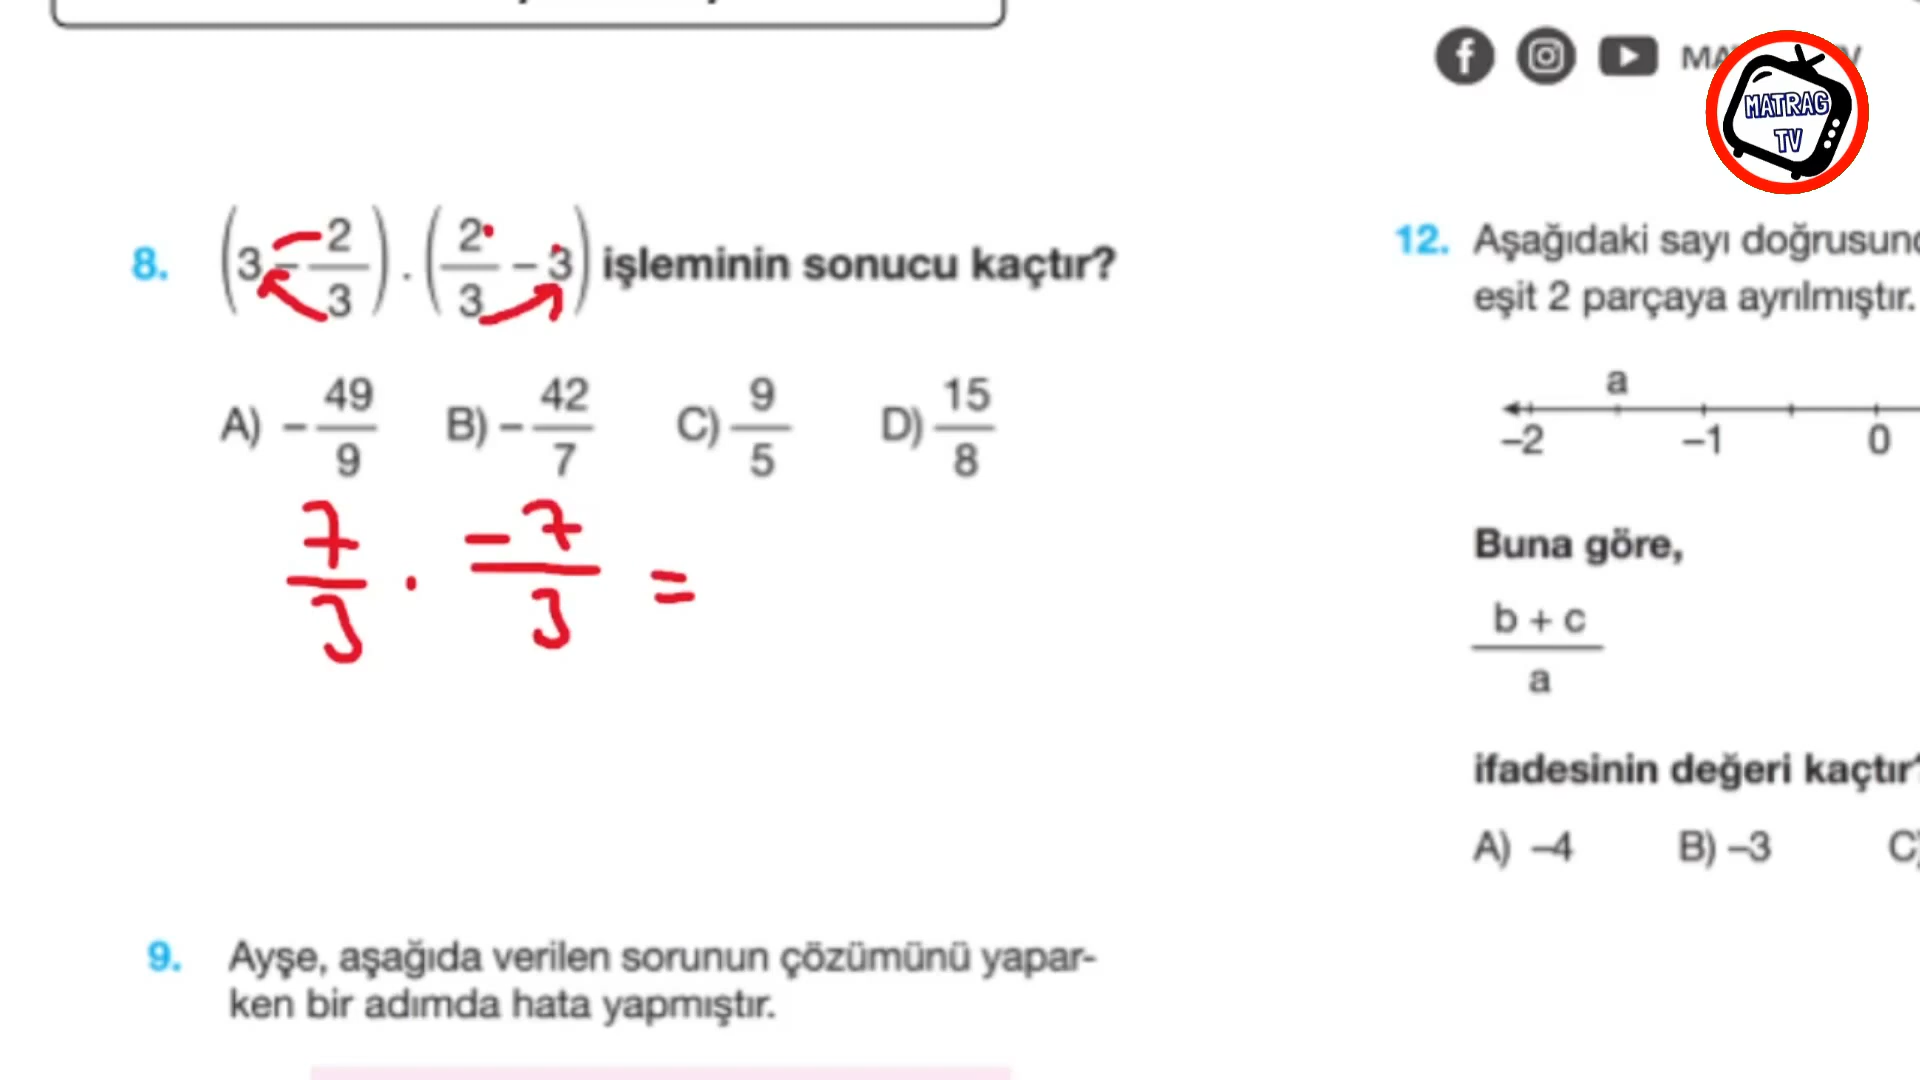 MATRAG TV
8. (3 - 2/3) . (2/3 - 3) işleminin sonucu kaçtır?
A) - 49/9 B) - 42/7 C) 9/5 D) 15/8
7/3 . -7/3 =
9. Ayşe, aşağıda verilen sorunun çözümünü yapar-
ken bir adımda hata yapmıştır.
12. Aşağıdaki sayı
eşit 2 parçaya ayrılmıştır.
a
–2 –1 0
Buna göre,
b + c
a
ifadesinin değeri kaçtır?
A) –4 B) –3 C)